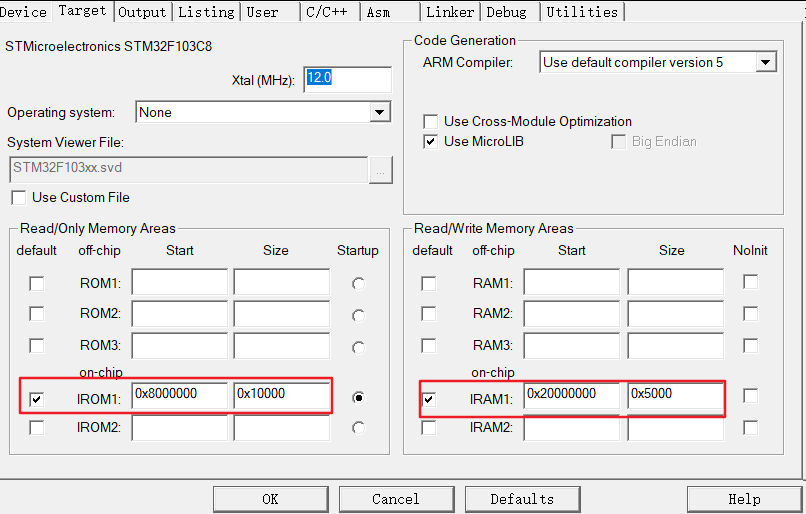 Device Target Output Listing User C/C++ Asm Linker Debug Utilities
STMicroelectronics STM32F103C8
Xtal (MHz): 12.0
Operating system: None
System Viewer File:
STM32F103xx.svd
...
Use Custom File
Code Generation
ARM Compiler: Use default compiler version 5
Use Cross-Module Optimization
Use MicroLIB Big Endian
Read/Only Memory Areas
default off-chip Start Size Startup
ROM1:
ROM2:
ROM3:
on-chip
IROM1: 0x8000000 0x10000
IROM2:
Read/Write Memory Areas
default off-chip Start Size NoInit
RAM1:
RAM2:
RAM3:
on-chip
IRAM1: 0x20000000 0x5000
IRAM2:
OK Cancel Defaults Help